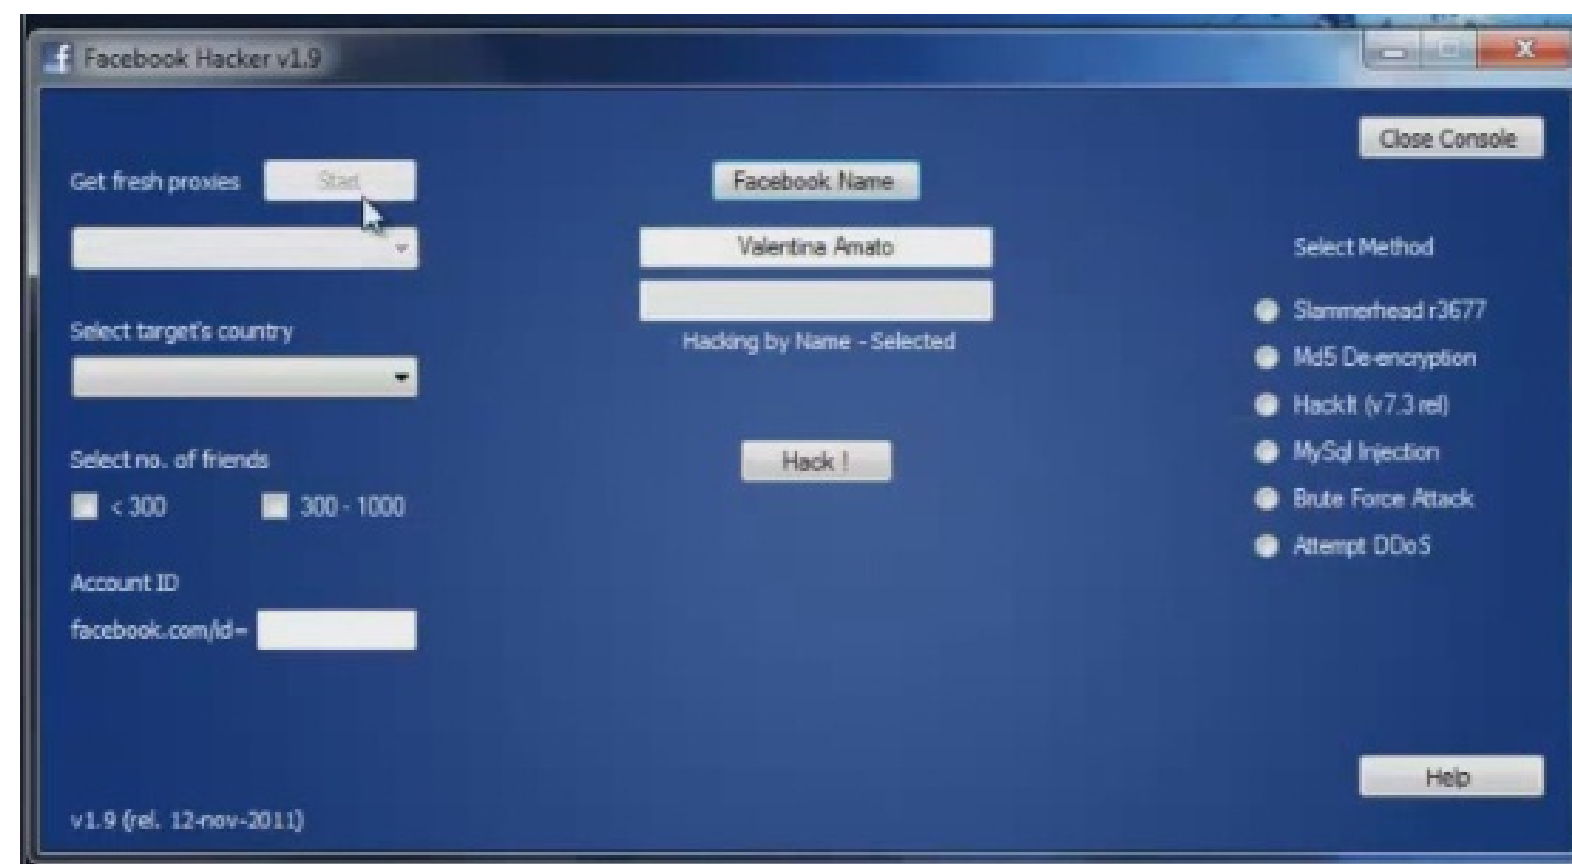 Facebook Hacker v1.9
Close Console
Get fresh proxies
Start
Facebook Name
Valentina Amato
Hacking by Name - Selected
Select target's country
Select no. of friends
< 300
300 - 1000
Account ID
facebook.com/id=
Hack !
Select Method
Slammerhead r3677
Md5 De-encryption
HackIt (v7.3 rel)
MySql Injection
Brute Force Attack
Attempt DDoS
Help
v1.9 (rel. 12-nov-2011)